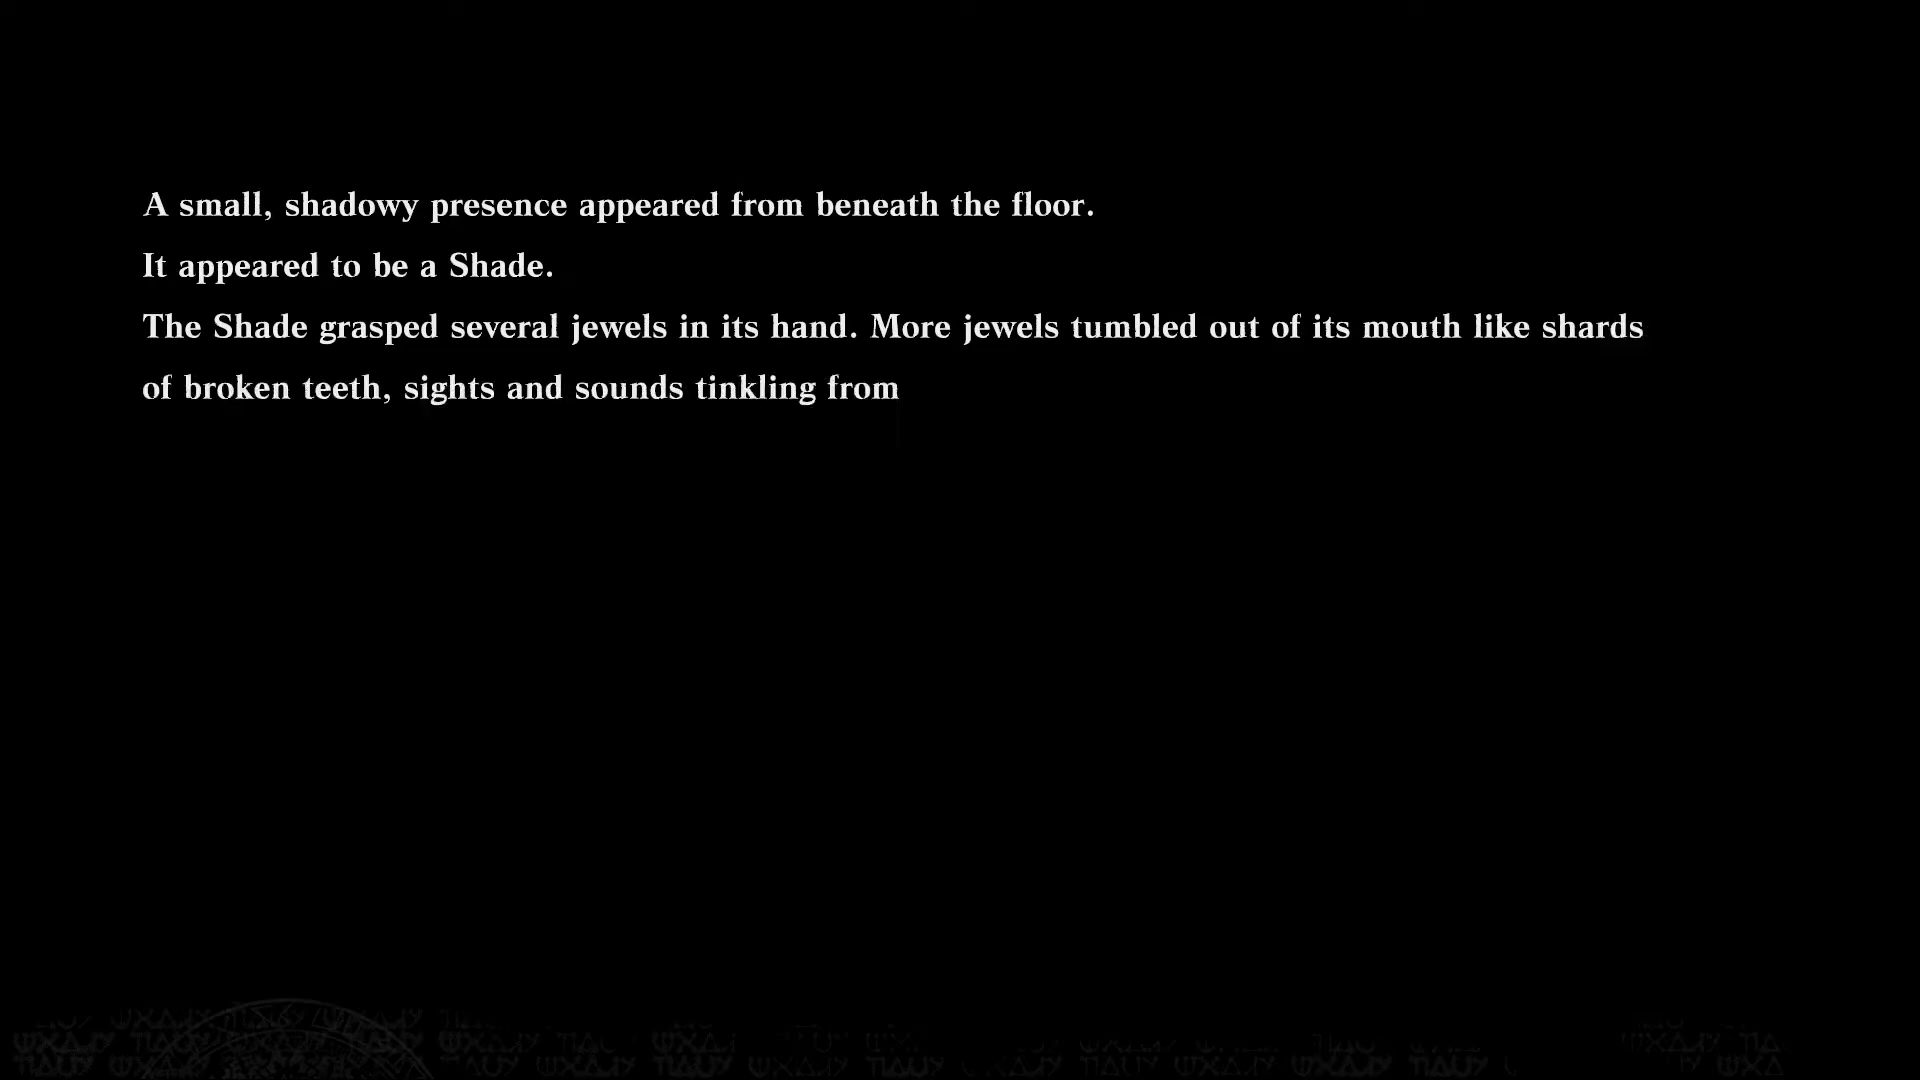 A small, shadowy presence appeared from beneath the floor.
It appeared to be a Shade.
The Shade grasped several jewels in its hand. More jewels tumbled out of its mouth like shards
of broken teeth, sights and sounds tinkling from